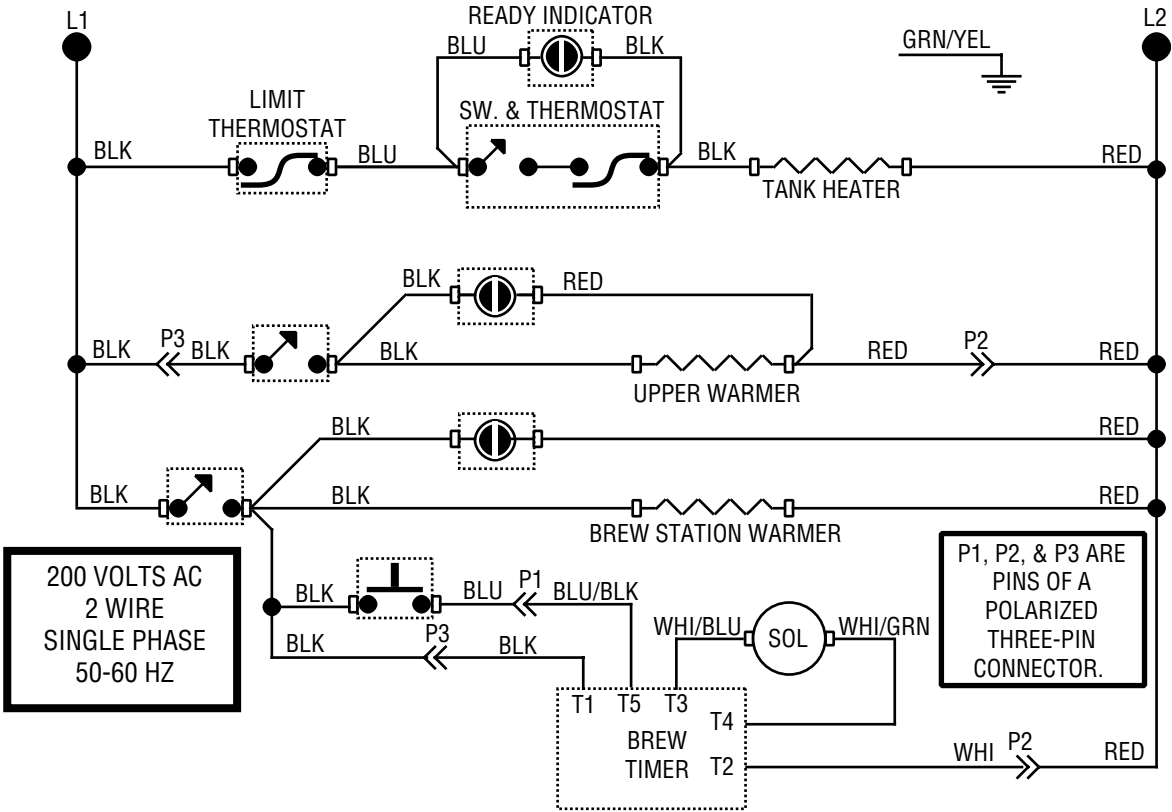 L1
READY INDICATOR
L2
BLU
BLK
GRN/YEL
LIMIT
THERMOSTAT
SW. & THERMOSTAT
BLK
BLU
BLK
RED
TANK HEATER
BLK
RED
BLK
P3
BLK
BLK
RED
P2
RED
UPPER WARMER
BLK
RED
BLK
BLK
RED
BREW STATION WARMER
200 VOLTS AC
2 WIRE
SINGLE PHASE
50-60 HZ
P1, P2, & P3 ARE
PINS OF A
POLARIZED
THREE-PIN
CONNECTOR.
BLK
BLU
P1
BLU/BLK
BLK
P3
BLK
WHI/BLU
SOL
WHI/GRN
T1
T5
T3
T4
BREW
TIMER
T2
WHI
P2
RED